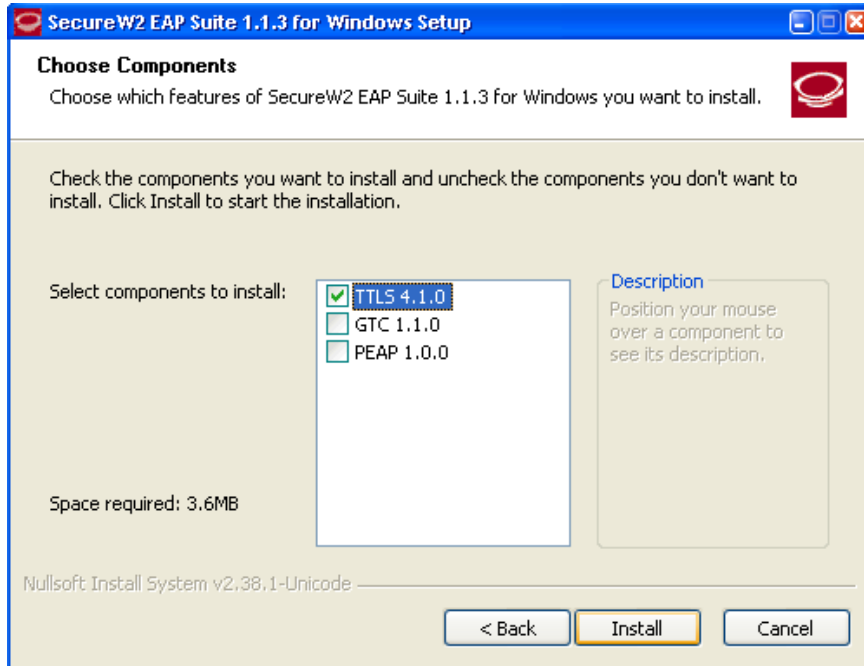 SecureW2 EAP Suite 1.1.3 for Windows Setup
Choose Components
Choose which features of SecureW2 EAP Suite 1.1.3 for Windows you want to install.
Check the components you want to install and uncheck the components you don't want to
install. Click Install to start the installation.
Select components to install:
TTLS 4.1.0
GTC 1.1.0
PEAP 1.0.0
Description
Position your mouse
over a component to
see its description.
Space required: 3.6MB
Nullsoft Install System v2.38.1-Unicode
< Back
Install
Cancel